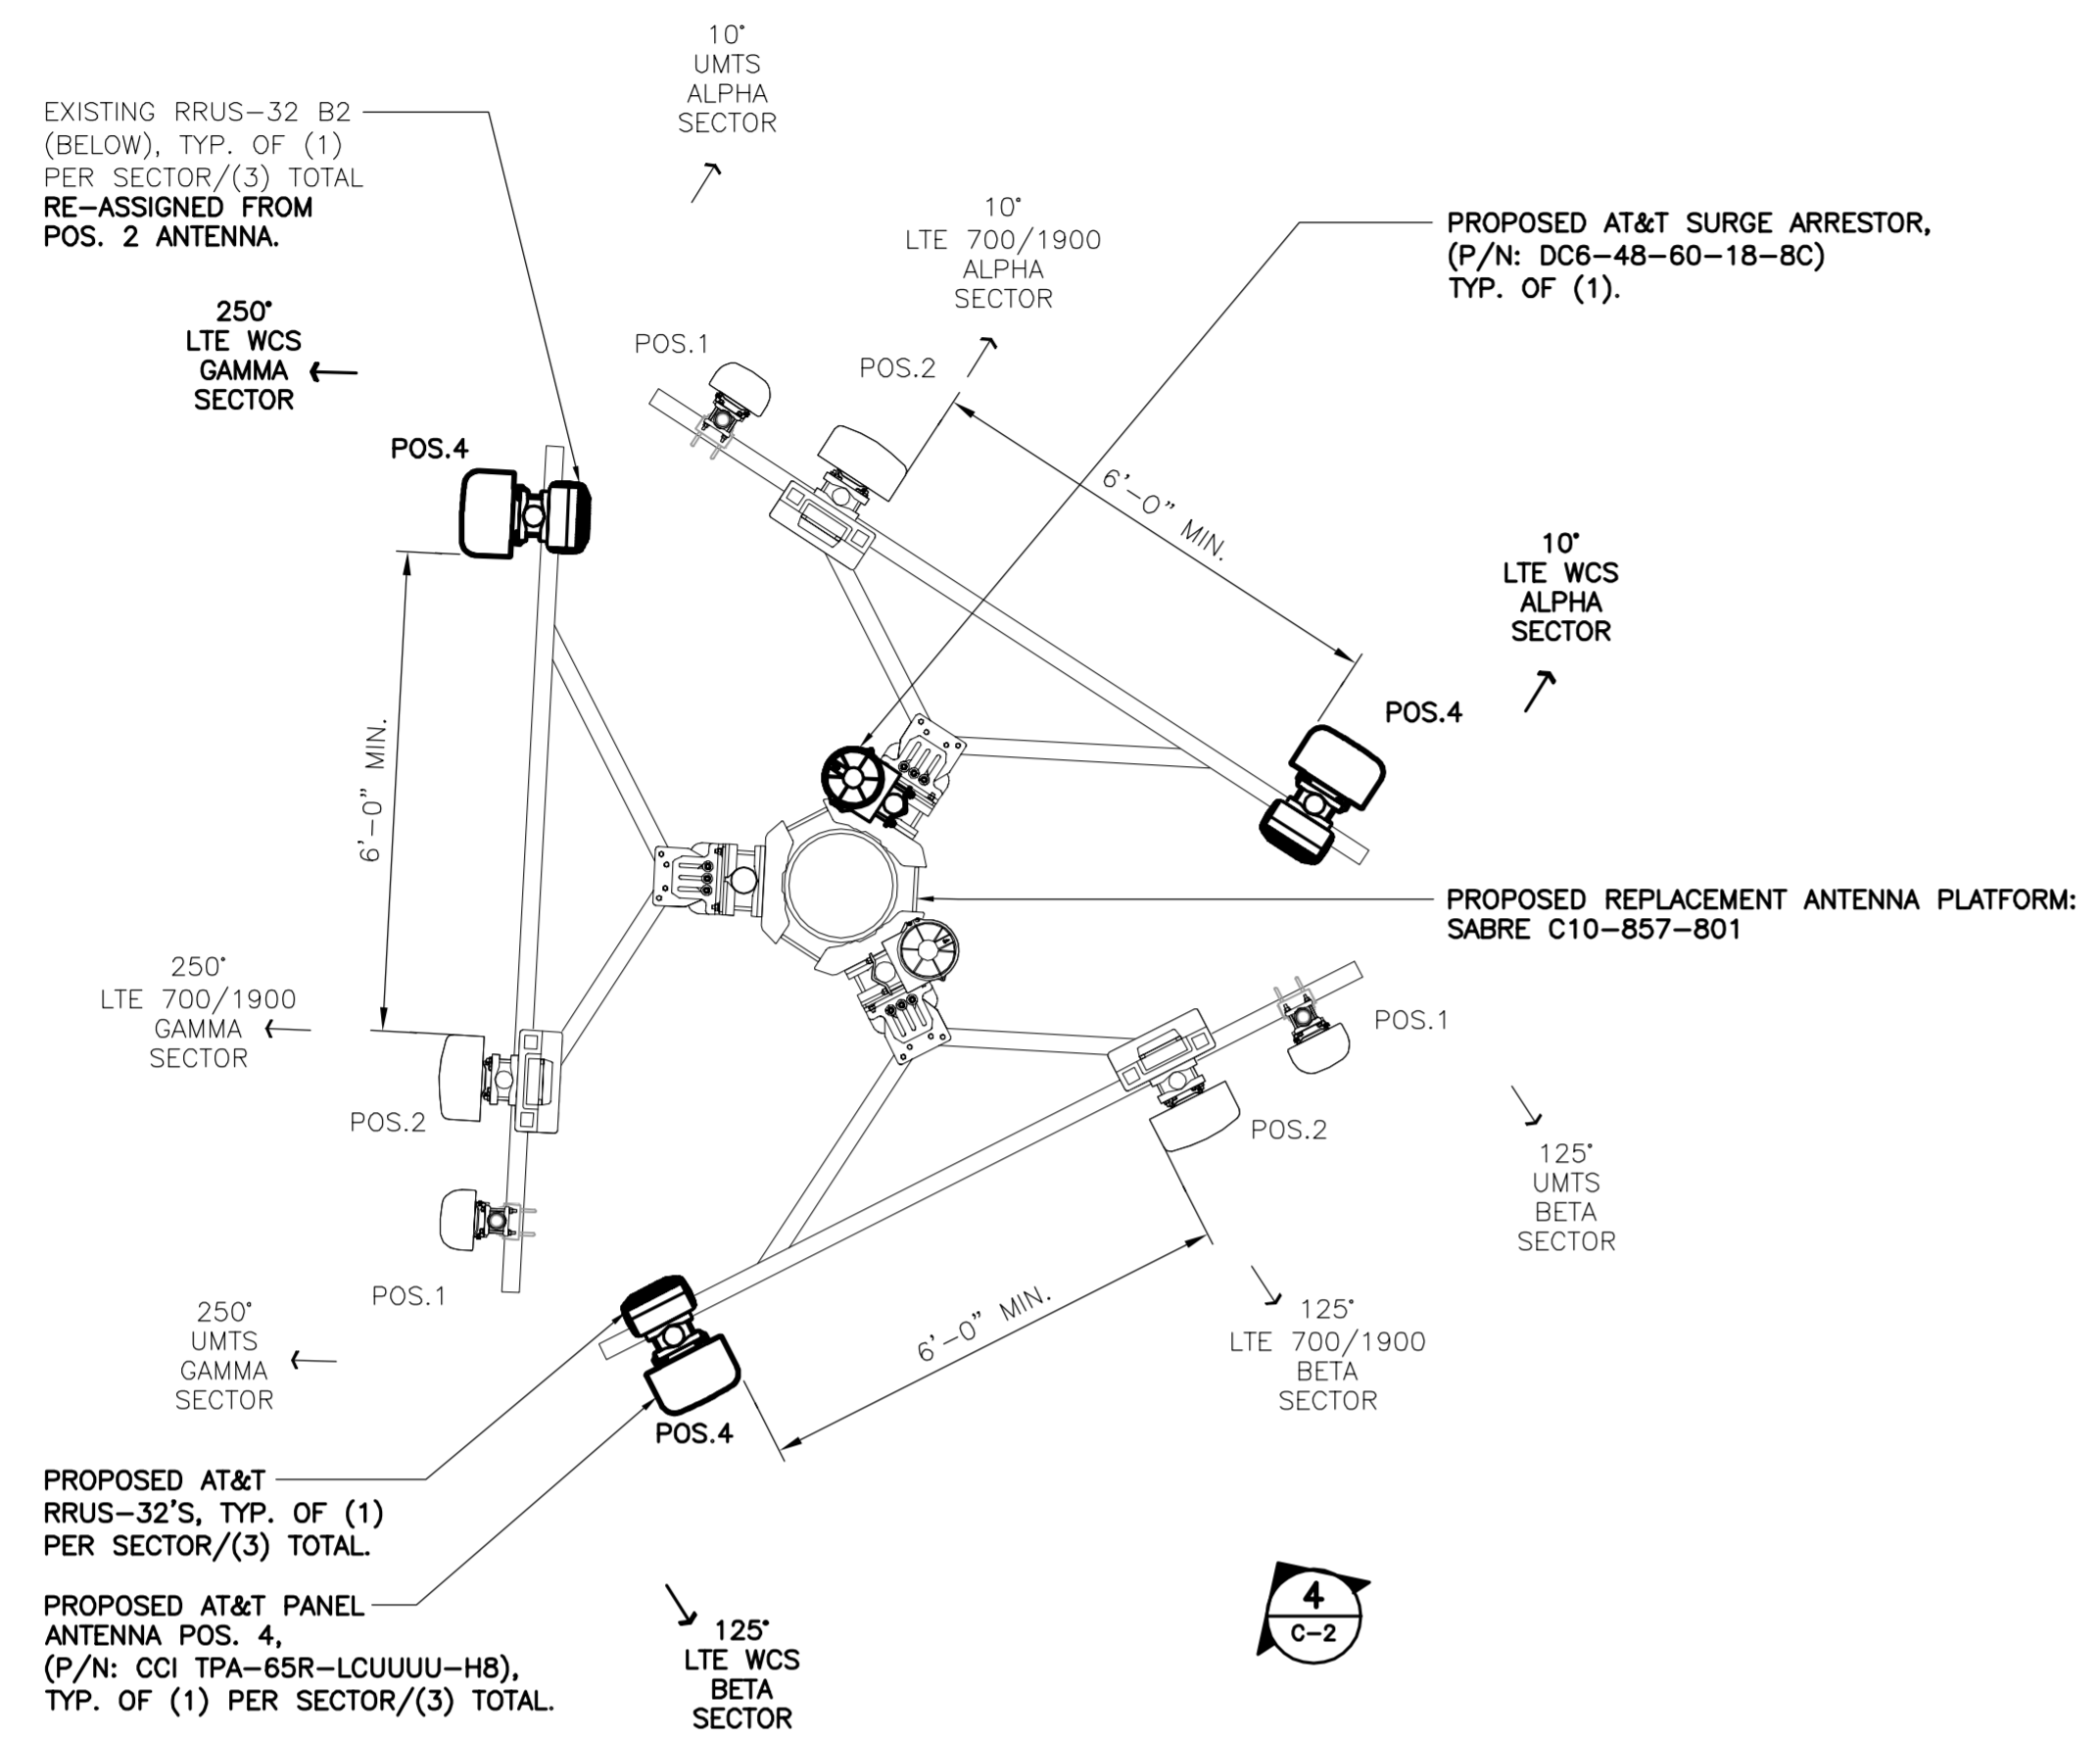 10°
UMTS
ALPHA
SECTOR
EXISTING RRUS-32 B2
(BELOW), TYP. OF (1)
PER SECTOR/(3) TOTAL
RE-ASSIGNED FROM
POS. 2 ANTENNA.
10°
LTE 700/1900
ALPHA
SECTOR
PROPOSED AT&T SURGE ARRESTOR,
(P/N: DC6-48-60-18-8C)
TYP. OF (1).
250°
LTE WCS
GAMMA
SECTOR
POS.1
POS.2
POS.4
6'-0" MIN.
10°
LTE WCS
ALPHA
SECTOR
POS.4
6'-0" MIN.
PROPOSED REPLACEMENT ANTENNA PLATFORM:
SABRE C10-857-801
250°
LTE 700/1900
GAMMA
SECTOR
POS.1
POS.2
POS.2
125°
UMTS
BETA
SECTOR
POS.1
250°
UMTS
GAMMA
SECTOR
6'-0" MIN.
125°
LTE 700/1900
BETA
SECTOR
POS.4
PROPOSED AT&T
RRUS-32'S, TYP. OF (1)
PER SECTOR/(3) TOTAL.
PROPOSED AT&T PANEL
ANTENNA POS. 4,
(P/N: CCI TPA-65R-LCUUUU-H8),
TYP. OF (1) PER SECTOR/(3) TOTAL.
125°
LTE WCS
BETA
SECTOR
4
C-2